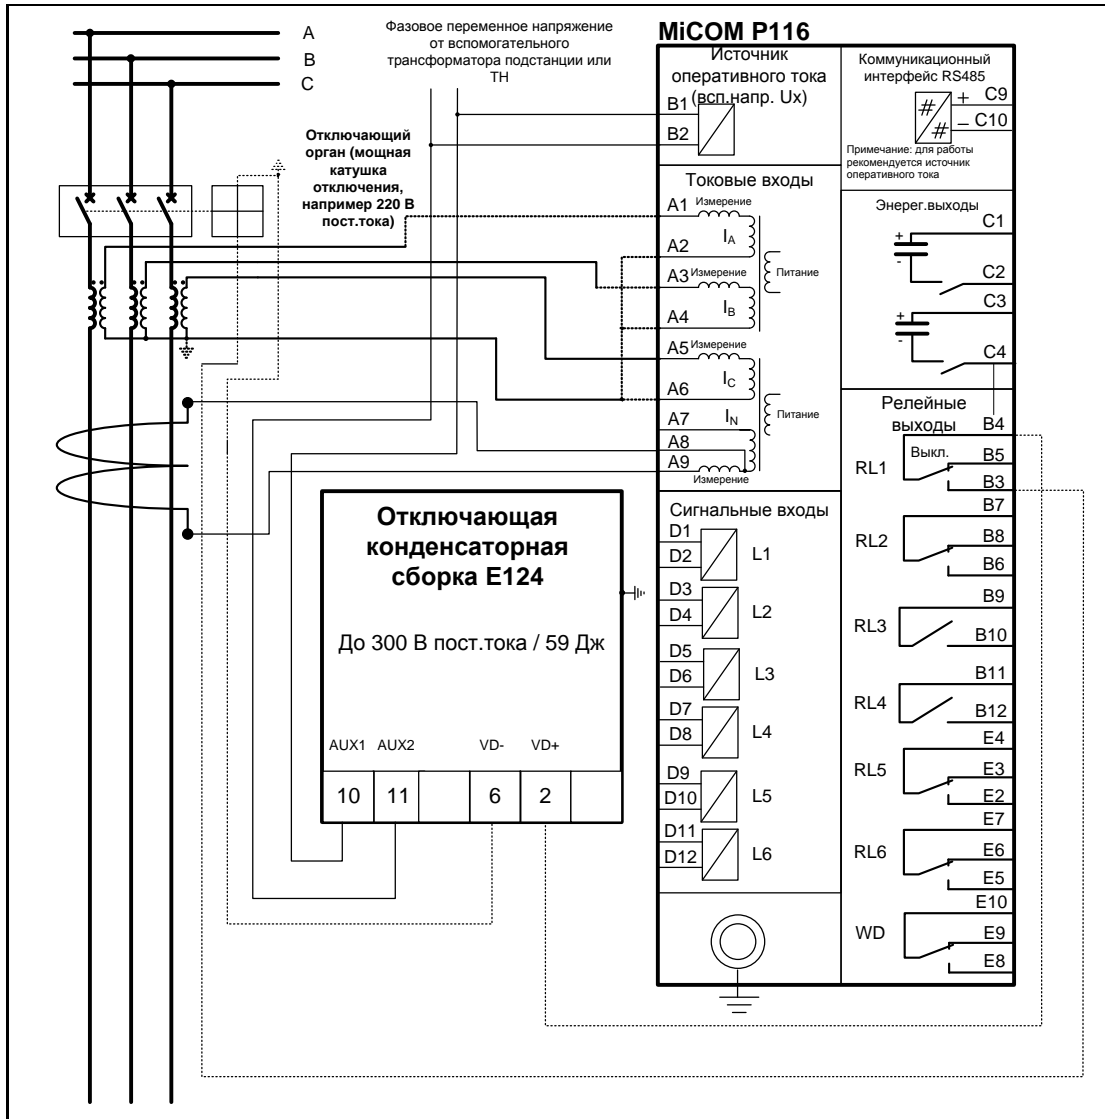 A
B
C
Фазовое переменное напряжение
от вспомогательного
трансформатора подстанции или
ТН
Отключающий
орган (мощная
катушка
отключения,
например 220 В
пост.тока)
MiCOM P116
Источник
оперативного тока
(всп.напр. Ux)
B1
B2
Коммуникационный
интерфейс RS485
#/#
+ C9
– C10
Примечание: для работы
рекомендуется источник
оперативного тока
Токовые входы
A1 Измерение
IA
A2
A3 Измерение
Питание
IB
A4
A5 Измерение
IC
A6
A7 IN
Питание
A8
A9
Измерение
Энерег.выходы
C1
+
-
C2
C3
+
-
C4
Релейные
выходы
B4
Выкл.
RL1
B5
B3
B7
RL2
B8
B6
B9
RL3
B10
B11
RL4
B12
E4
RL5
E3
E2
E7
RL6
E6
E5
E10
WD
E9
E8
Сигнальные входы
D1
D2
L1
D3
D4
L2
D5
D6
L3
D7
D8
L4
D9
D10
L5
D11
D12
L6
Отключающая
конденсаторная
сборка E124
До 300 В пост.тока / 59 Дж
AUX1 AUX2 VD- VD+
10 11 6 2